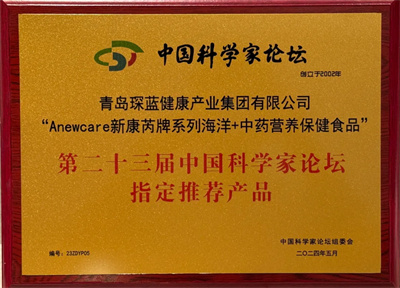 中国科学家论坛
创立于2002年
青岛琛蓝健康产业集团有限公司
“Anewcare新康芮牌系列海洋+中药营养保健食品”
第二十三届中国科学家论坛
指定推荐产品
中国科学家论坛组委会
编号：23ZDYP05
二〇二四年五月